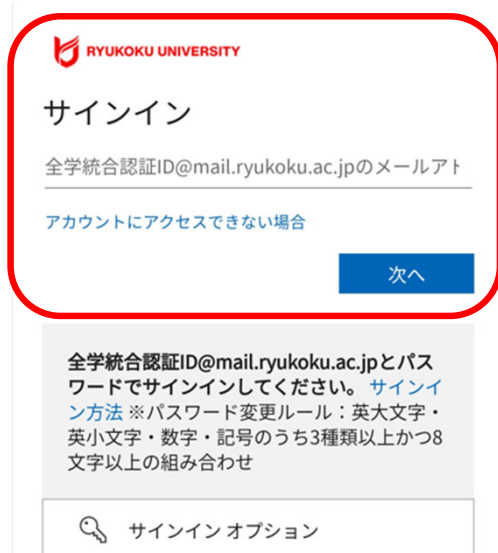 RYUKOKU UNIVERSITY
サインイン
全学統合認証ID@mail.ryukoku.ac.jpのメールアト
アカウントにアクセスできない場合
次へ
全学統合認証ID@mail.ryukoku.ac.jpとパス
ワードでサインインしてください。 サインイ
ン方法 ※パスワード変更ルール：英大文字・
英小文字・数字・記号のうち3種類以上かつ8
文字以上の組み合わせ
サインイン オプション